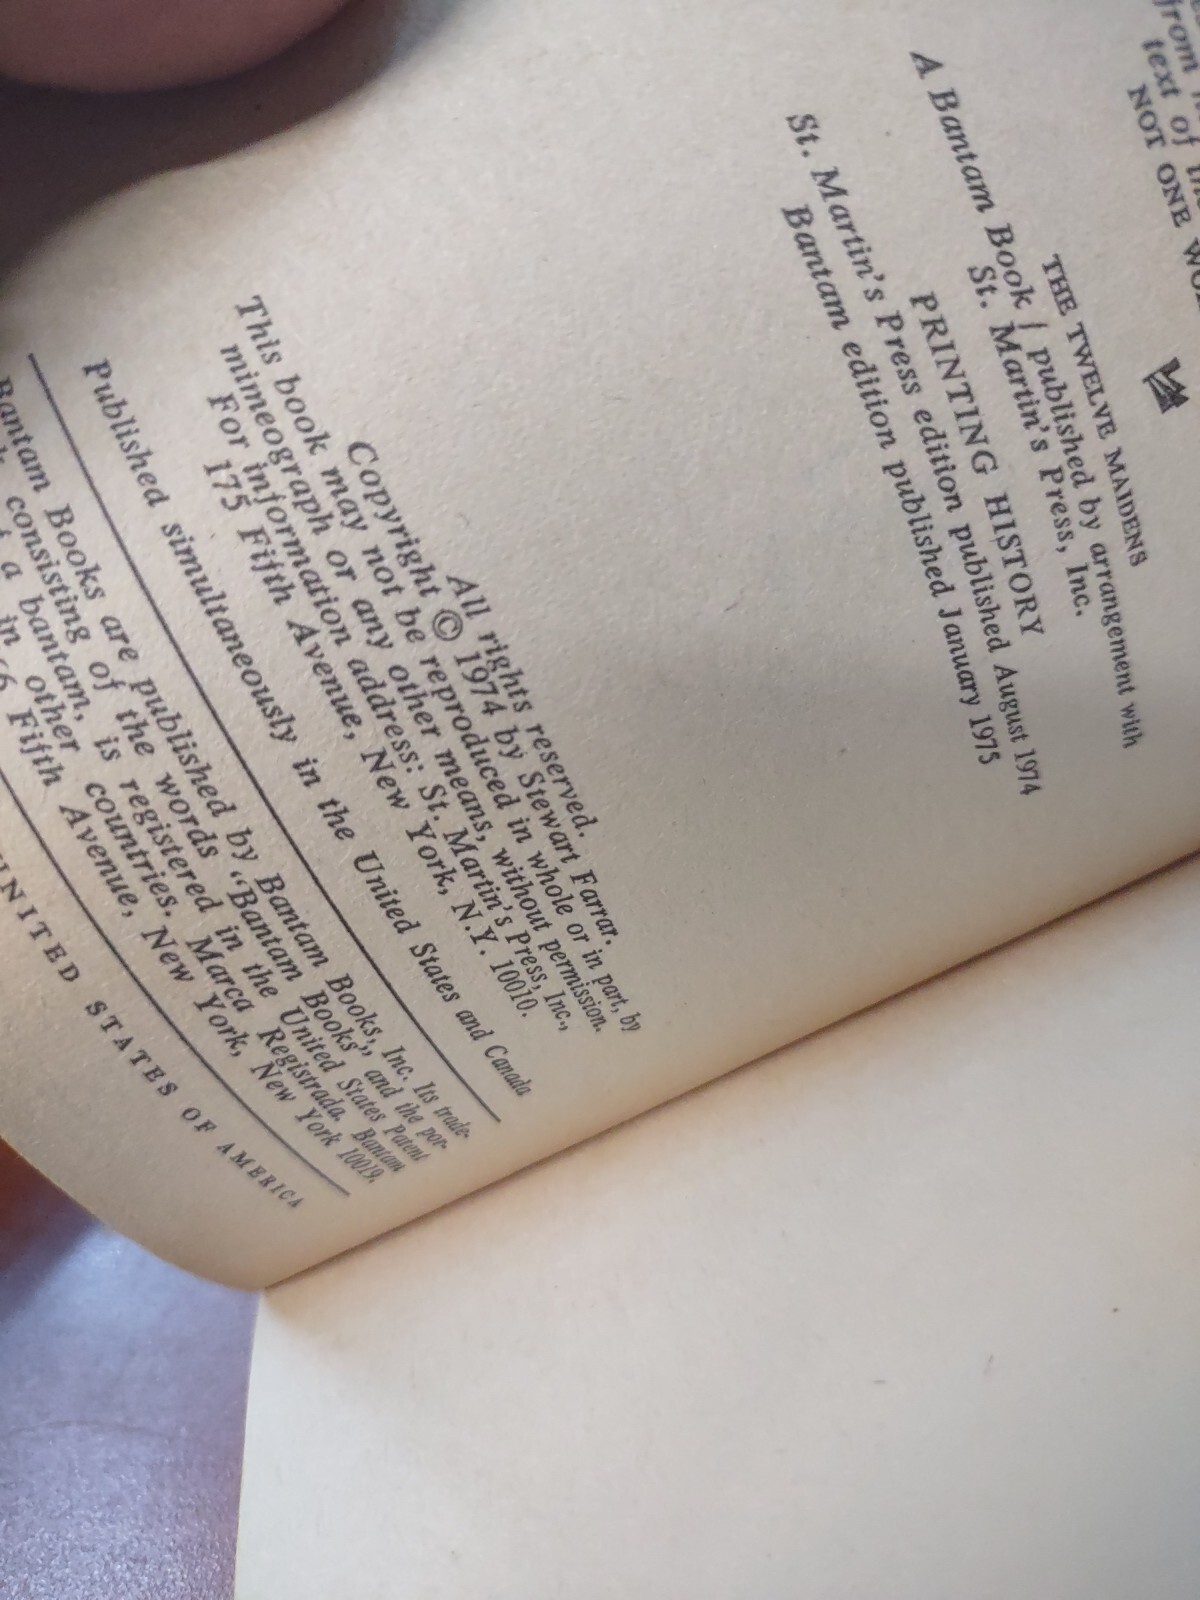 from
text of the
NOT ONE
THE TWELVE MAIDENS
A Bantam Book / published by arrangement with
St. Martin's Press, Inc.
PRINTING HISTORY
St. Martin's Press edition published August 1974
Bantam edition published January 1975
All rights reserved.
Copyright © 1974 by Stewart Farrar.
This book may not be reproduced in whole or in part, by
mimeograph or any other means, without permission.
For information address: St. Martin's Press, Inc.,
175 Fifth Avenue, New York, N.Y. 10010.
Published simultaneously in the United States and Canada
Bantam Books are published by Bantam Books, Inc. Its trade-
consisting of the words "Bantam Books" and the por-
a bantam, is registered in the United States Patent
in other countries. Marca Registrada. Bantam
Fifth Avenue, New York, New York 10019.
UNITED STATES OF AMERICA